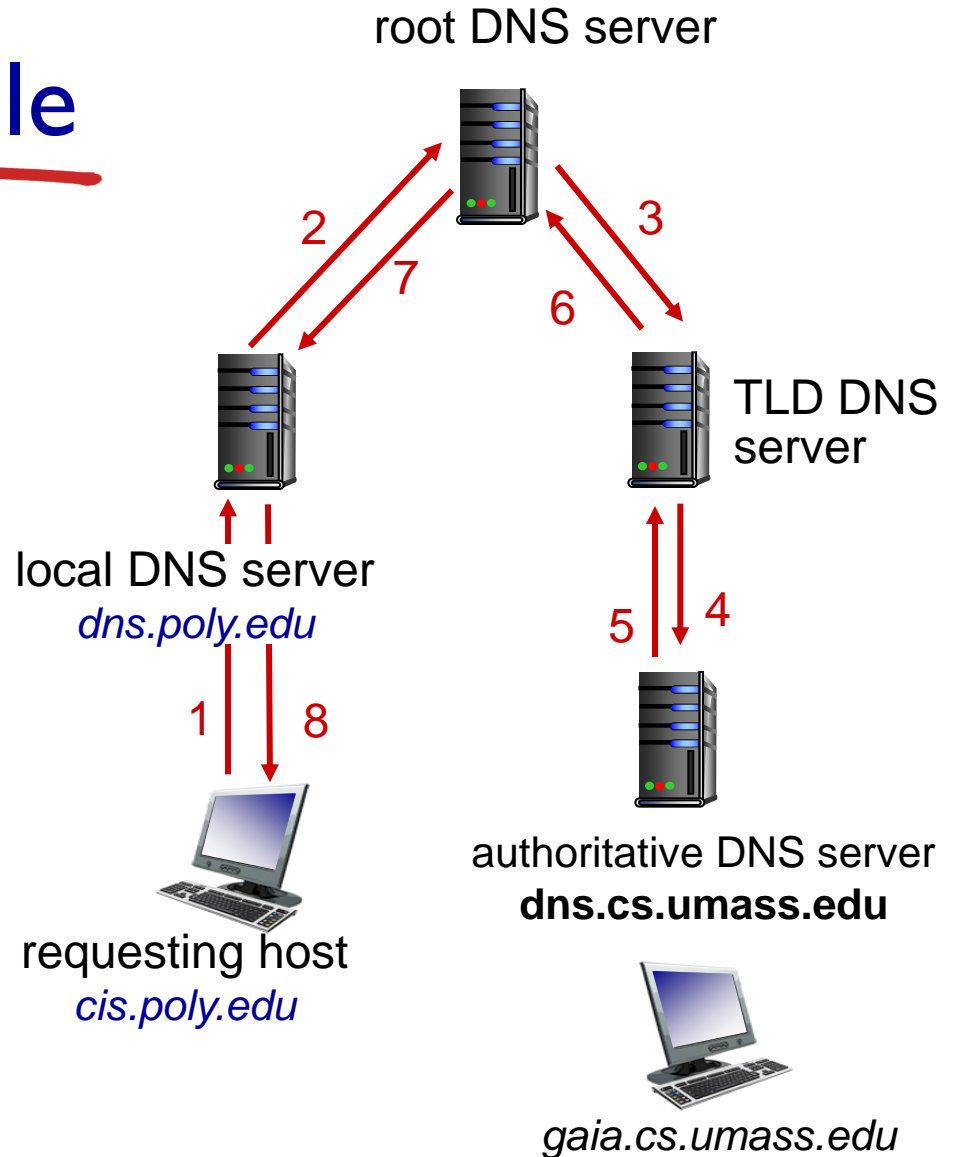 root DNS server
le
2
3
7
6
TLD DNS
server
local DNS server
dns.poly.edu
5
4
1
8
authoritative DNS server
dns.cs.umass.edu
requesting host
cis.poly.edu
gaia.cs.umass.edu